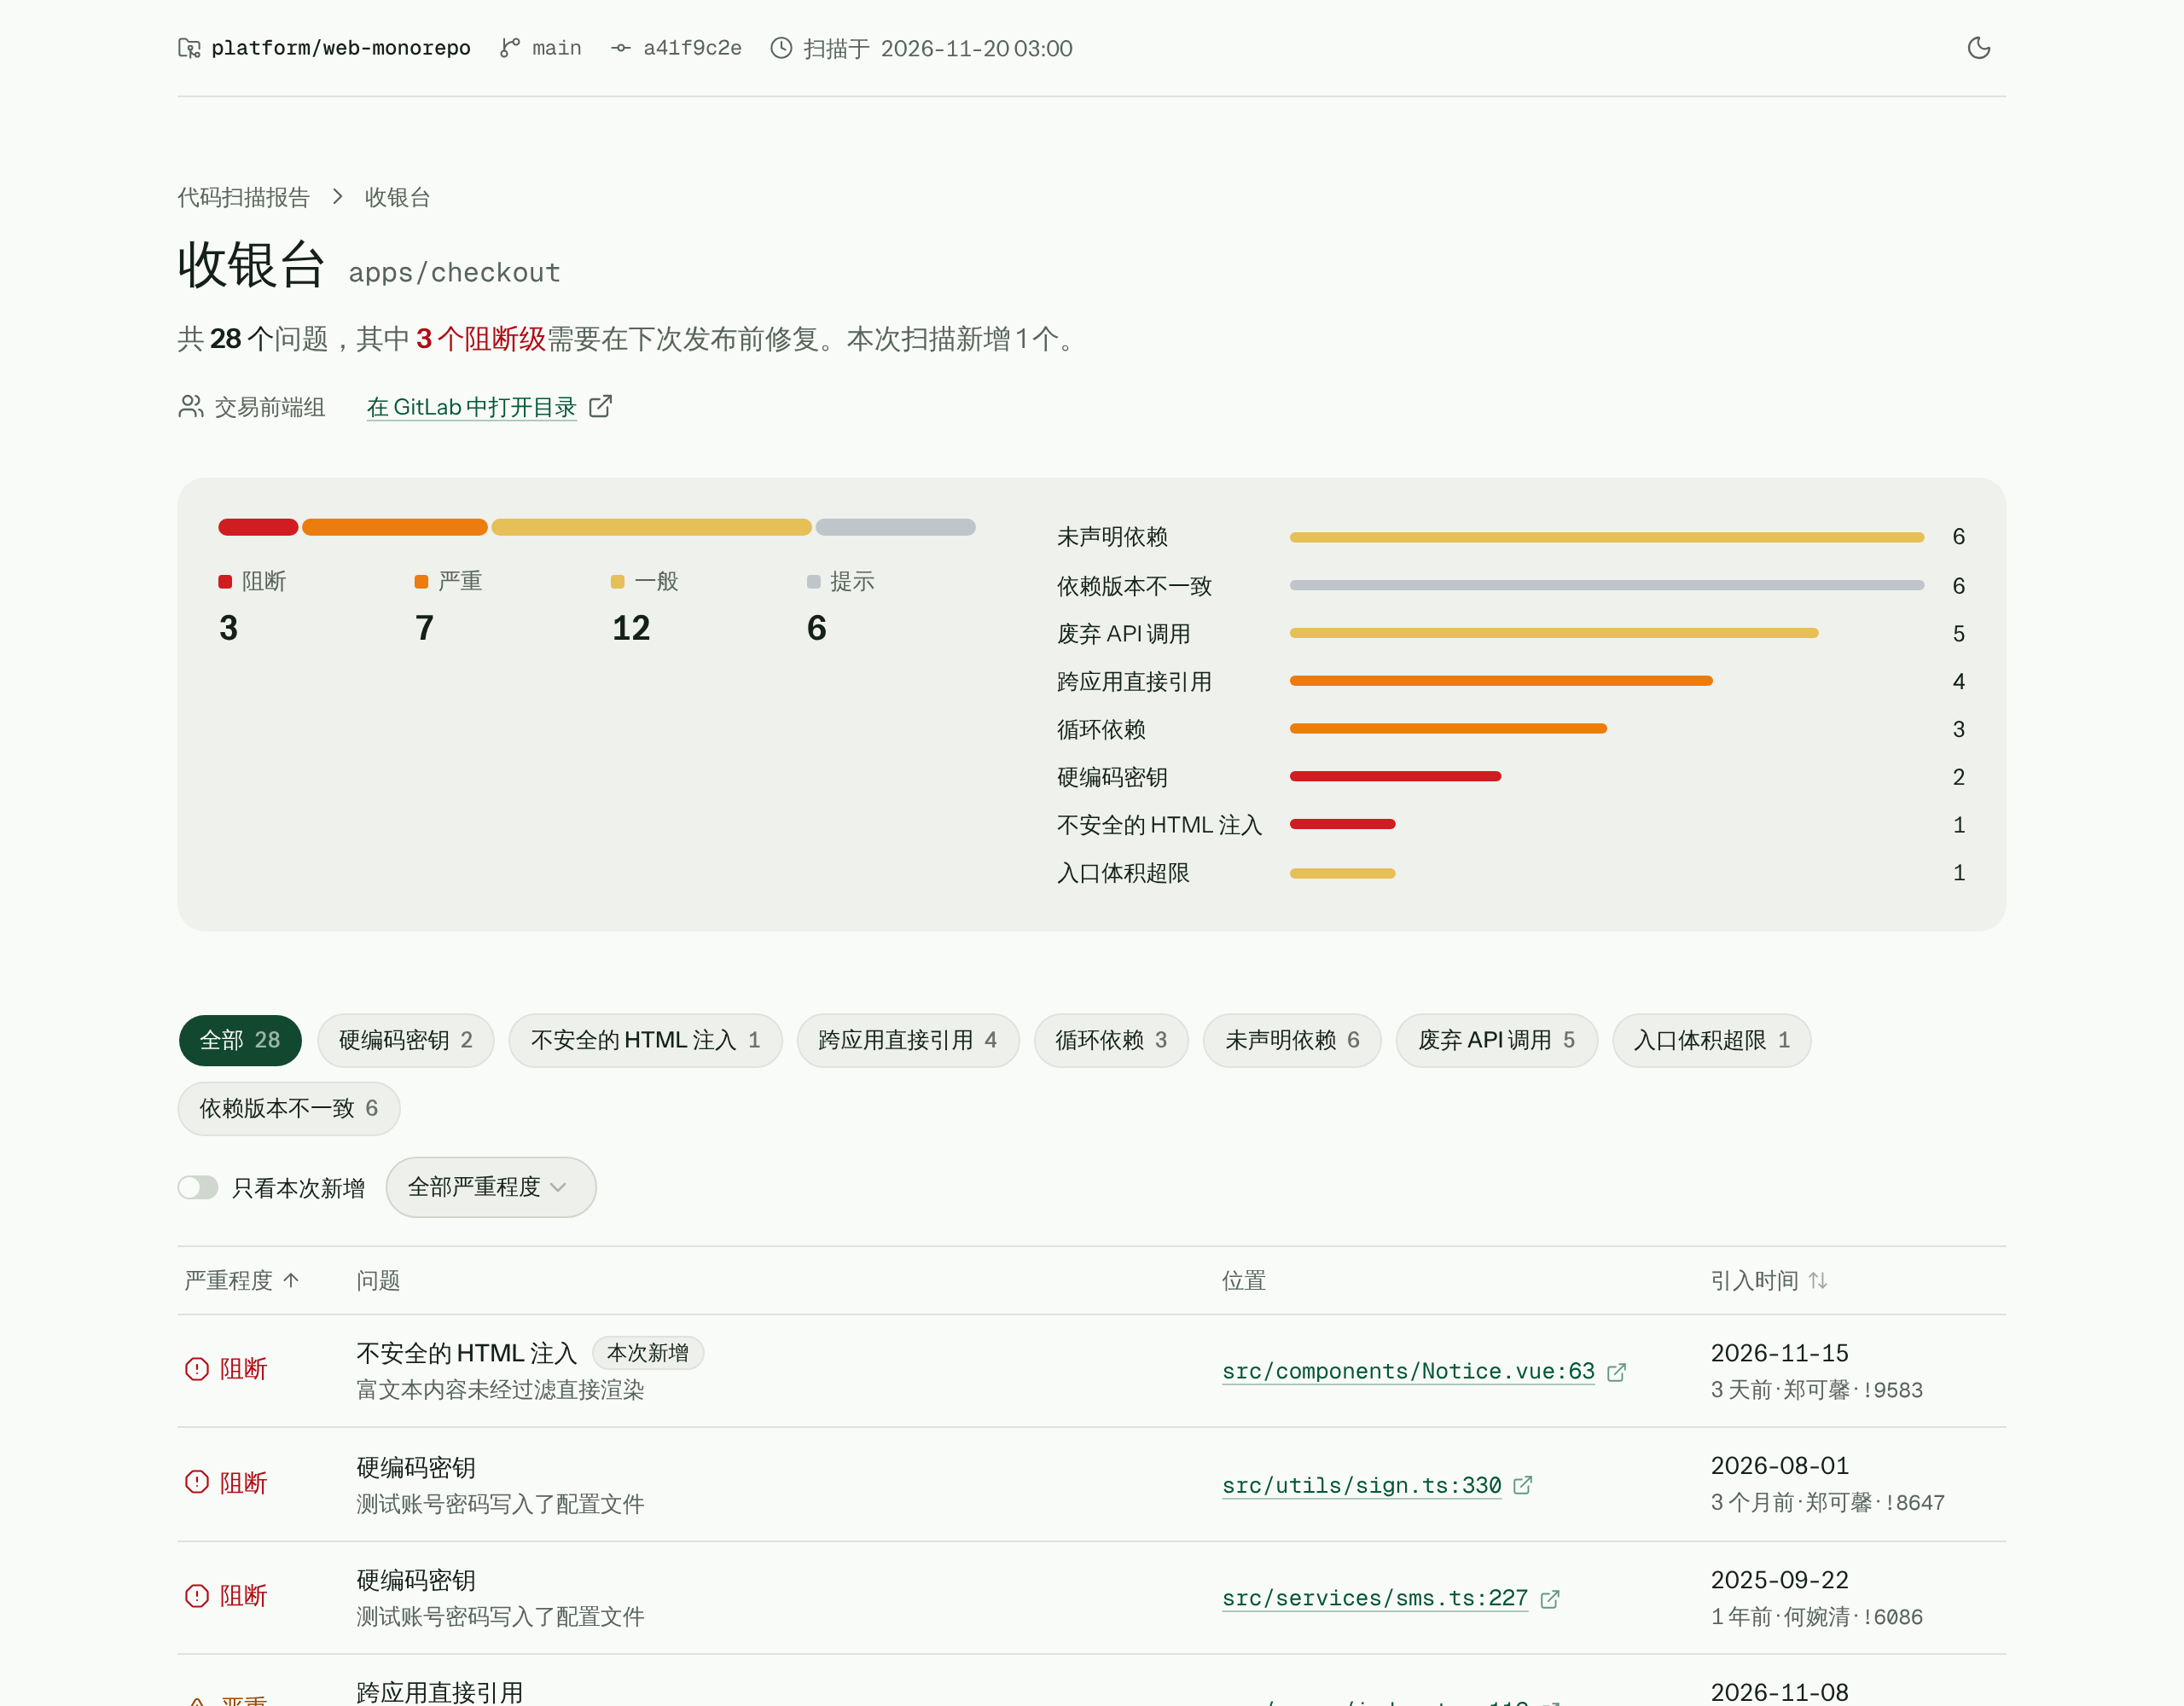 platform/web-monorepo main a41f9c2e 扫描于 2026-11-20 03:00
代码扫描报告 收银台
收银台 apps/checkout
共 28 个问题，其中 3 个阻断级需要在下次发布前修复。本次扫描新增 1 个。
交易前端组 在 GitLab 中打开目录
阻断 严重 一般 提示
3 7 12 6
未声明依赖 6
依赖版本不一致 6
废弃 API 调用 5
跨应用直接引用 4
循环依赖 3
硬编码密钥 2
不安全的 HTML 注入 1
入口体积超限 1
全部 28 硬编码密钥 2 不安全的 HTML 注入 1 跨应用直接引用 4 循环依赖 3 未声明依赖 6 废弃 API 调用 5 入口体积超限 1
依赖版本不一致 6
只看本次新增 全部严重程度
严重程度 问题 位置 引入时间
阻断 不安全的 HTML 注入 本次新增 src/components/Notice.vue:63 2026-11-15
富文本内容未经过滤直接渲染 3 天前·郑可馨·!9583
阻断 硬编码密钥 src/utils/sign.ts:330 2026-08-01
测试账号密码写入了配置文件 3 个月前·郑可馨·!8647
阻断 硬编码密钥 src/services/sms.ts:227 2025-09-22
测试账号密码写入了配置文件 1 年前·何婉清·!6086
严重 跨应用直接引用 2026-11-08